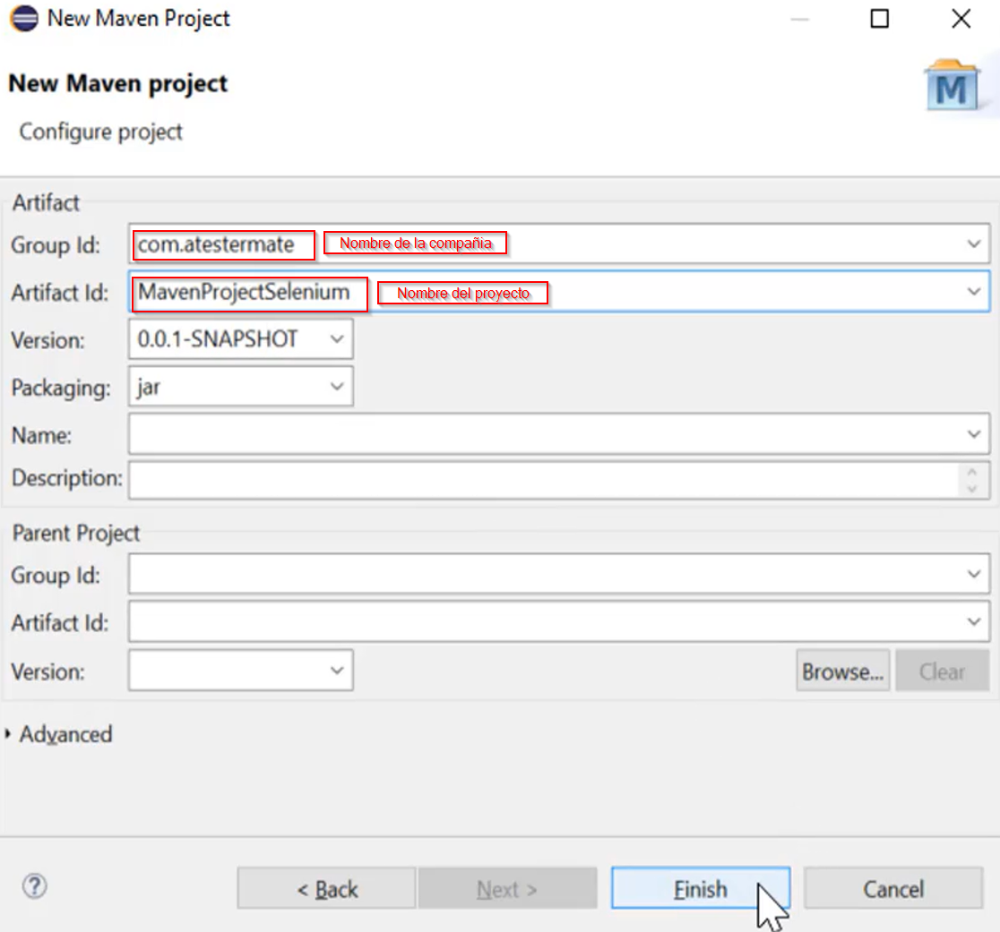 New Maven Project
New Maven project
Configure project
M
Artifact
Group Id: com.atestermate Nombre de la compañia
Artifact Id: MavenProjectSelenium Nombre del proyecto
Version: 0.0.1-SNAPSHOT
Packaging: jar
Name:
Description:
Parent Project
Group Id:
Artifact Id:
Version: Browse... Clear
Advanced
? < Back Next > Finish Cancel